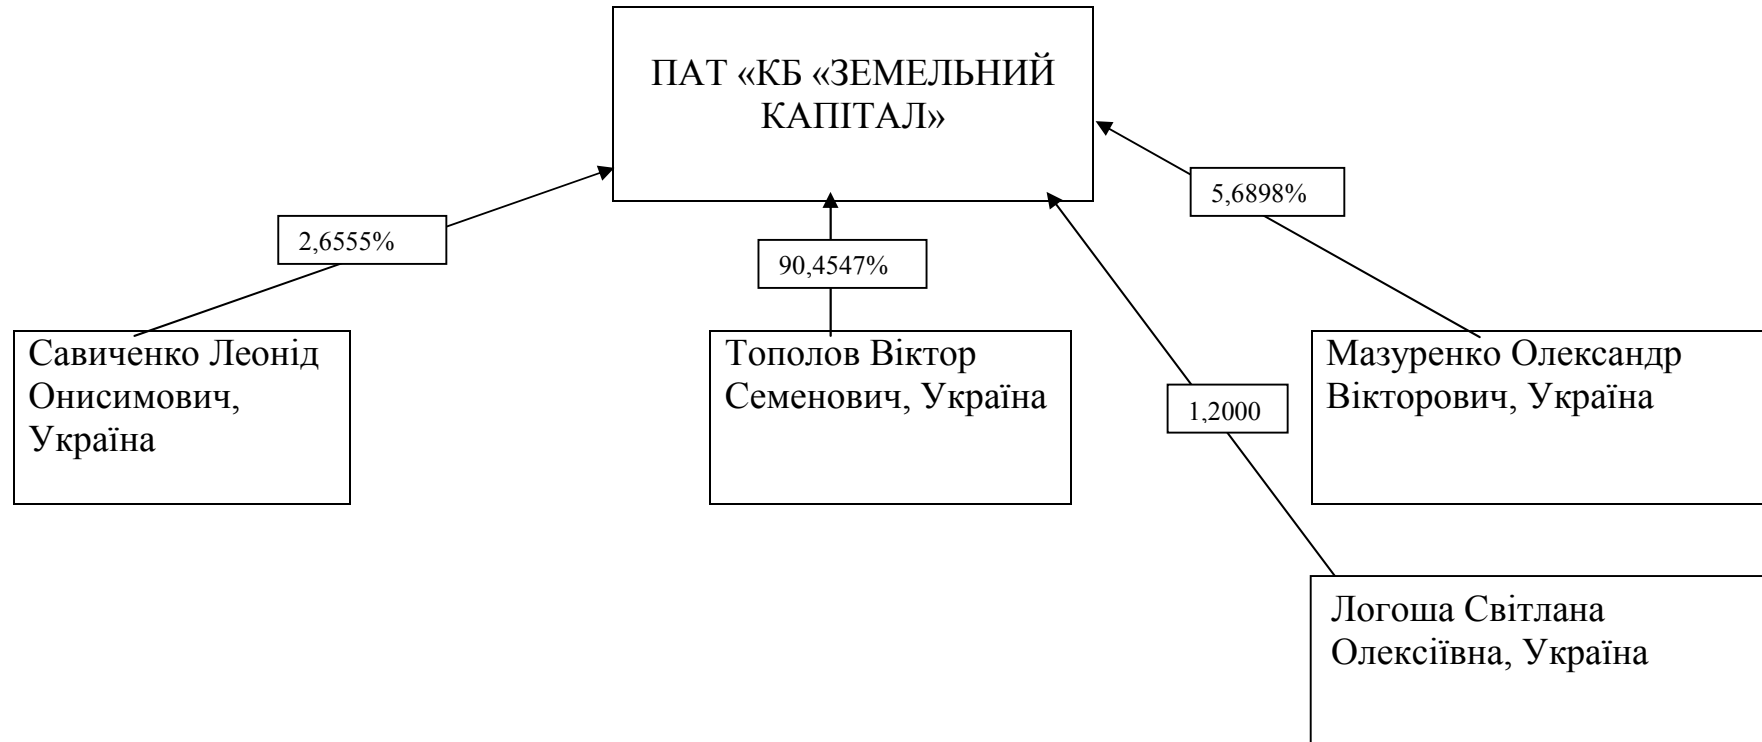 ПАТ «КБ «ЗЕМЕЛЬНИЙ
КАПІТАЛ»
5,6898%
2,6555%
90,4547%
Савиченко Леонід
Онисимович,
Україна
Тополов Віктор
Семенович, Україна
Мазуренко Олександр
Вікторович, Україна
1,2000
Логоша Світлана
Олексіївна, Україна